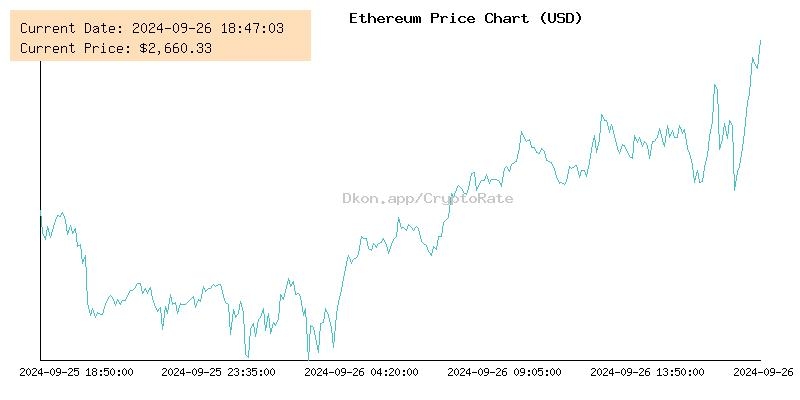 Ethereum Price Chart (USD)
Current Date: 2024-09-26 18:47:03
Current Price: $2,660.33
Dkon.app/CryptoRate
2024-09-25 18:50:00 2024-09-25 23:35:00 2024-09-26 04:20:00 2024-09-26 09:05:00 2024-09-26 13:50:00 2024-09-26